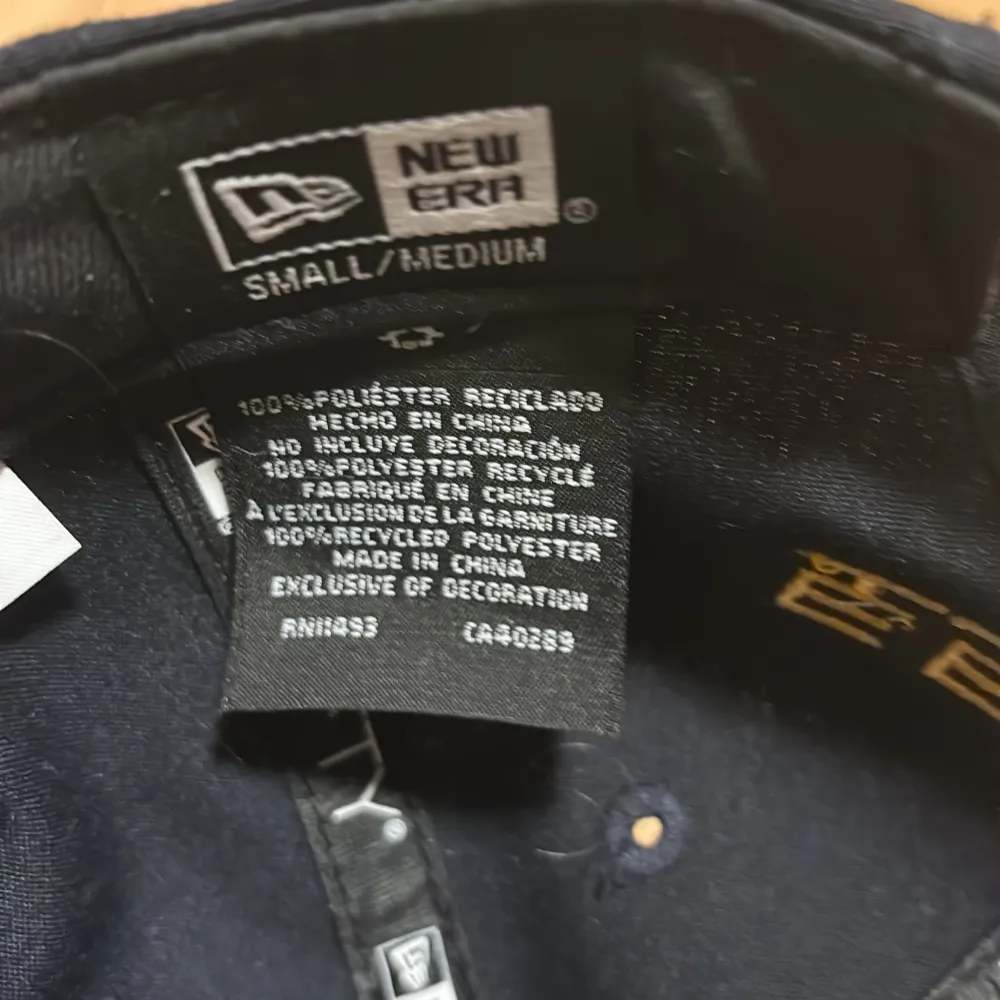 NEW
ERA
®
SMALL/MEDIUM
100%POLIÉSTER RECICLADO
HECHO EN CHINA
NO INCLUYE DECORACIÓN
100%POLYESTER RECYCLÉ
FABRIQUÉ EN CHINE
À L'EXCLUSION DE LA GARNITURE
100%RECYCLED POLYESTER
MADE IN CHINA
EXCLUSIVE OF DECORATION
RN11493 CA40289